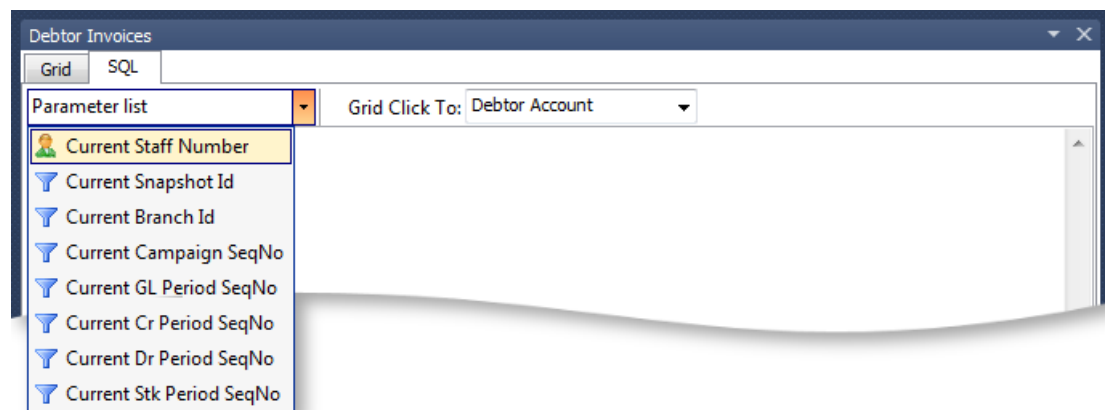 Debtor Invoices
Grid SQL
Parameter list Grid Click To: Debtor Account
Current Staff Number
Current Snapshot Id
Current Branch Id
Current Campaign SeqNo
Current GL Period SeqNo
Current Cr Period SeqNo
Current Dr Period SeqNo
Current Stk Period SeqNo